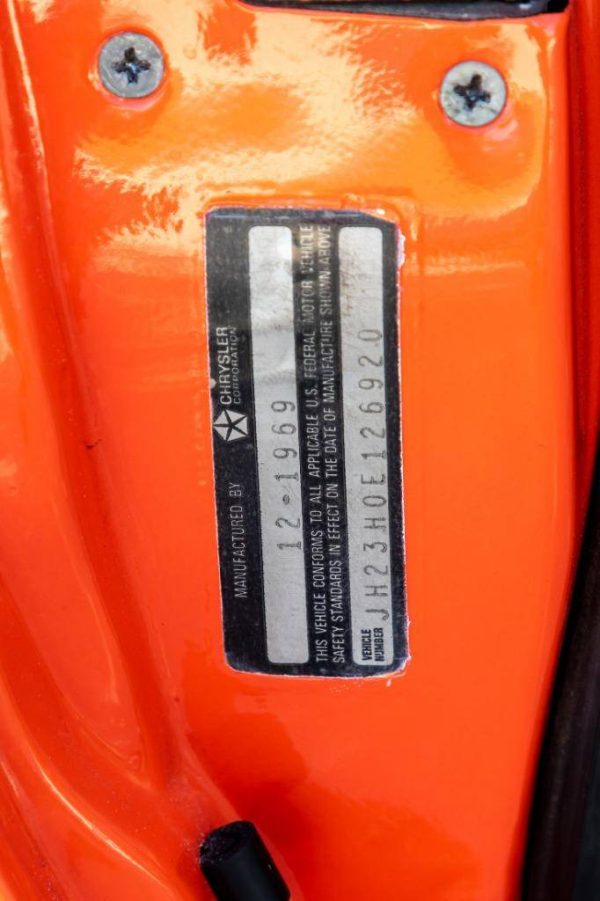 MANUFACTURED BY CHRYSLER
CORPORATION
12-1969
THIS VEHICLE CONFORMS TO ALL APPLICABLE U.S. FEDERAL MOTOR VEHICLE
SAFETY STANDARDS IN EFFECT ON THE DATE OF MANUFACTURE SHOWN ABOVE
VEHICLE
NUMBER
JH23H0E126920